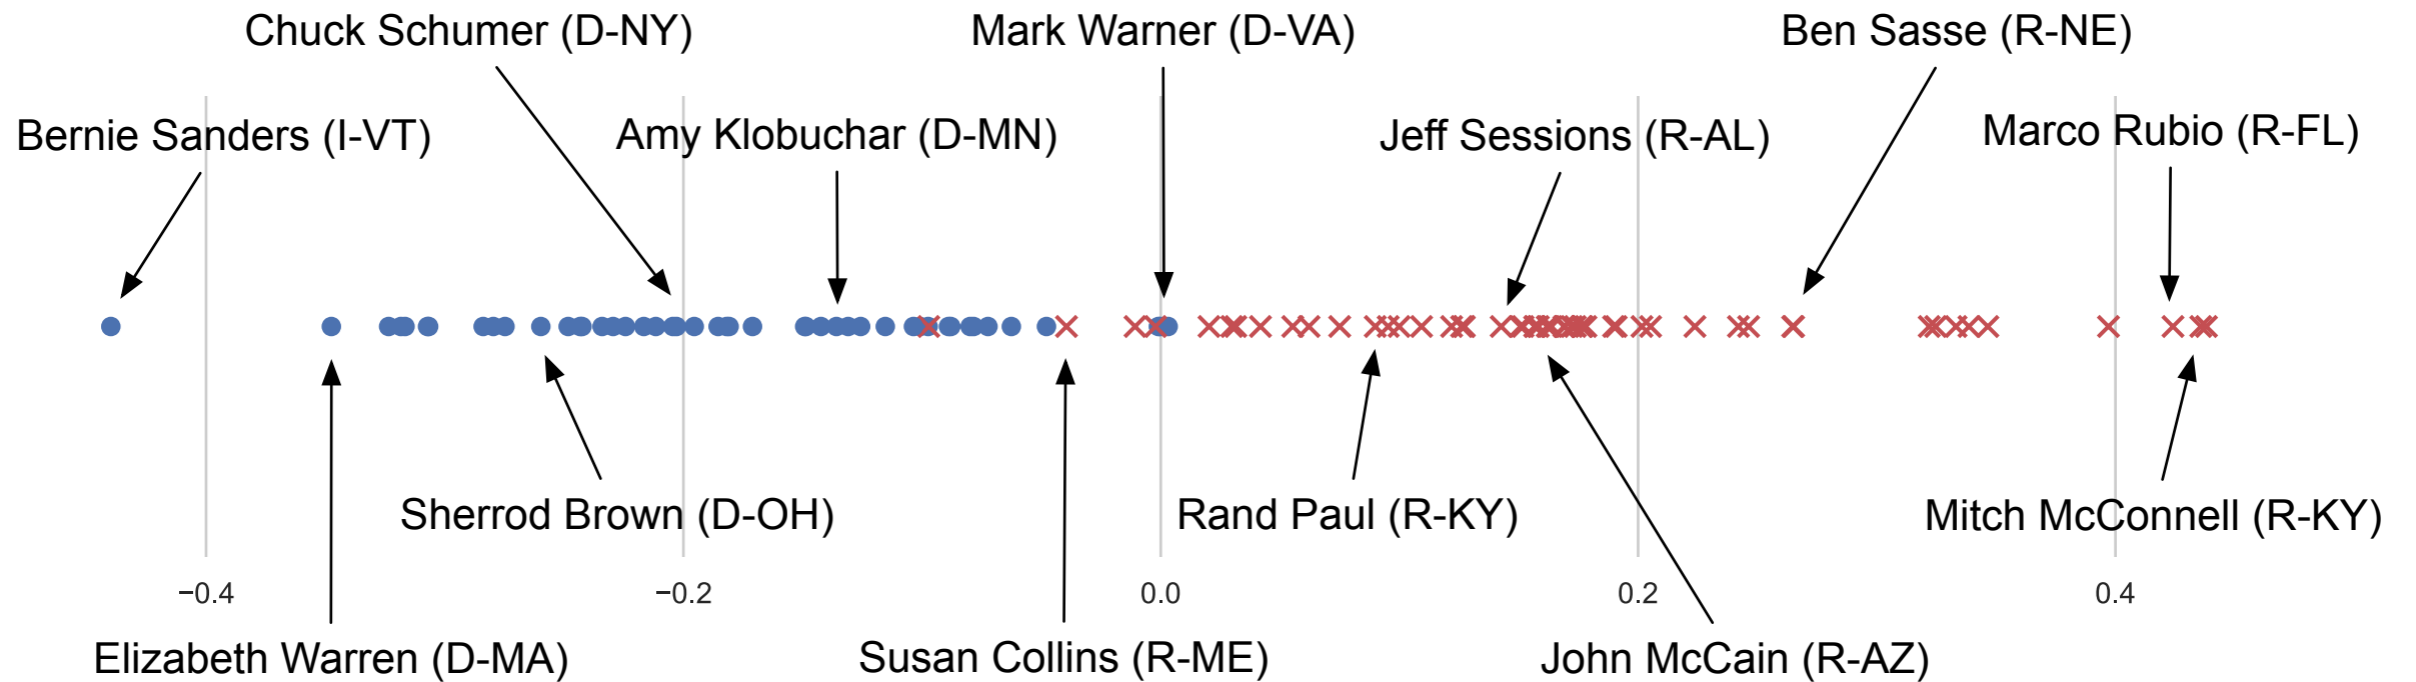 Chuck Schumer (D-NY)
Mark Warner (D-VA)
Ben Sasse (R-NE)
Bernie Sanders (I-VT)
Amy Klobuchar (D-MN)
Jeff Sessions (R-AL)
Marco Rubio (R-FL)
Sherrod Brown (D-OH)
Rand Paul (R-KY)
Mitch McConnell (R-KY)
−0.4
−0.2
0.0
0.2
0.4
Elizabeth Warren (D-MA)
Susan Collins (R-ME)
John McCain (R-AZ)